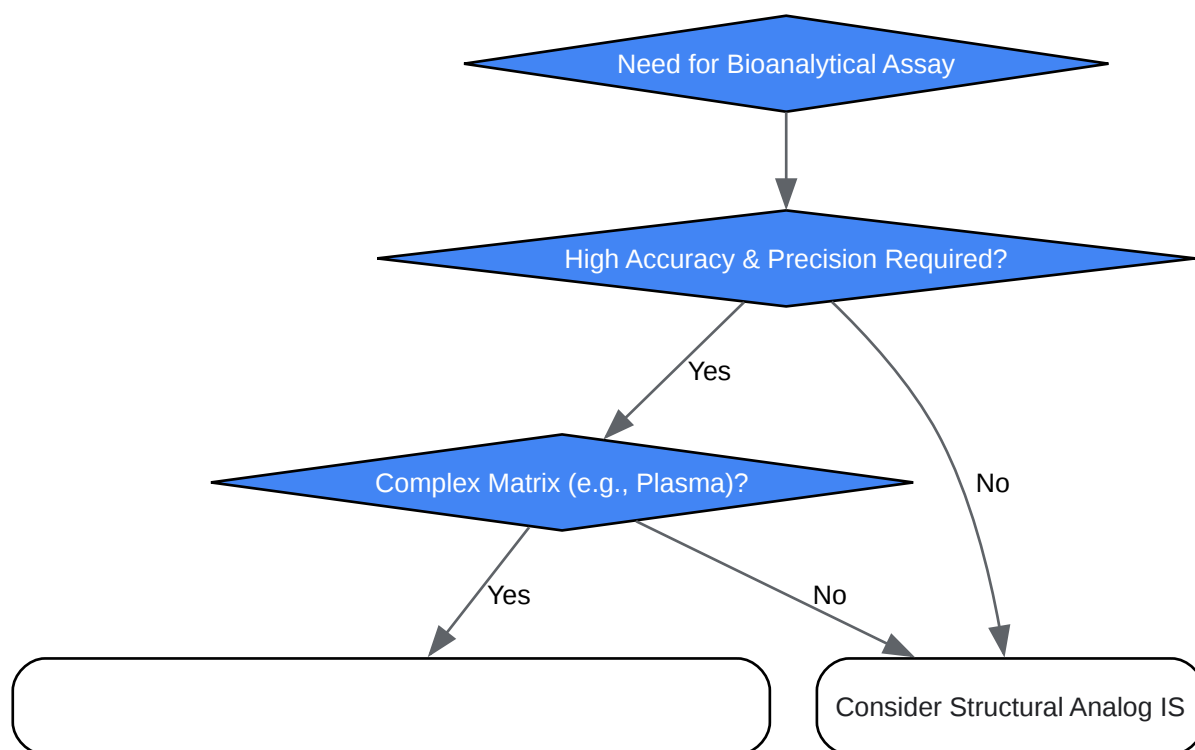 Need for Bioanalytical Assay
High Accuracy & Precision Required?
Yes
Complex Matrix (e.g., Plasma)?
No
Yes
No
Consider Structural Analog IS